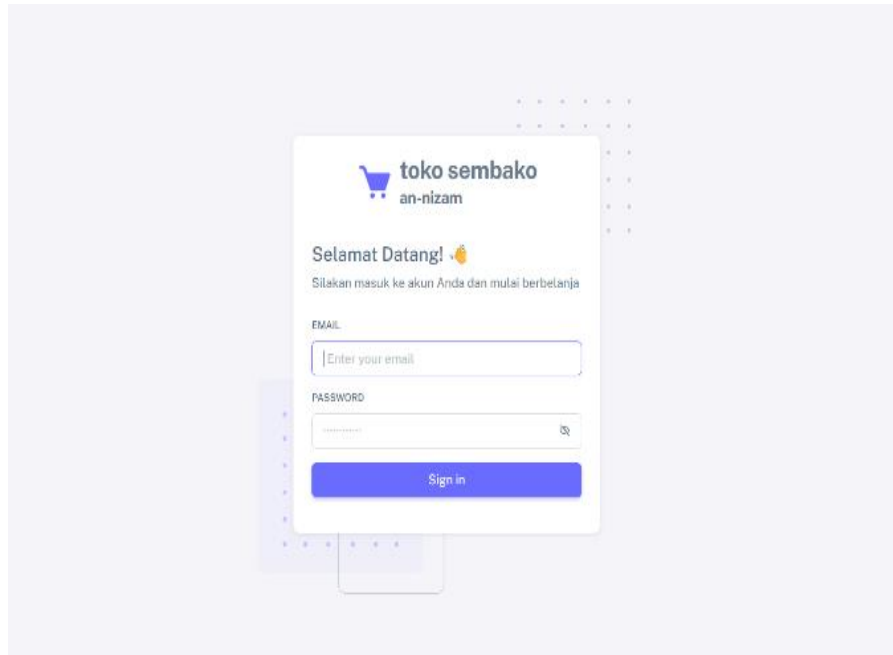 toko sembako
an-nizam
Selamat Datang! 👋
Silakan masuk ke akun Anda dan mulai berbelanja
EMAIL
Enter your email
PASSWORD
············
Sign in